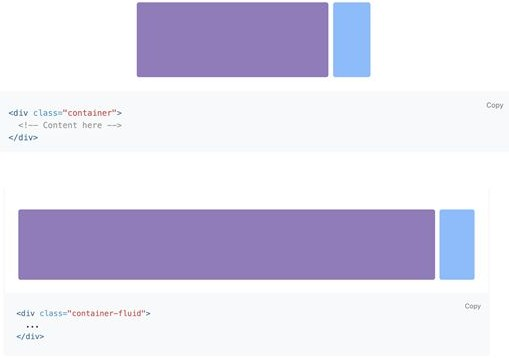 Copy
<div class="container">
<!-- Content here -->
</div>
Copy
<div class="container-fluid">
...
</div>